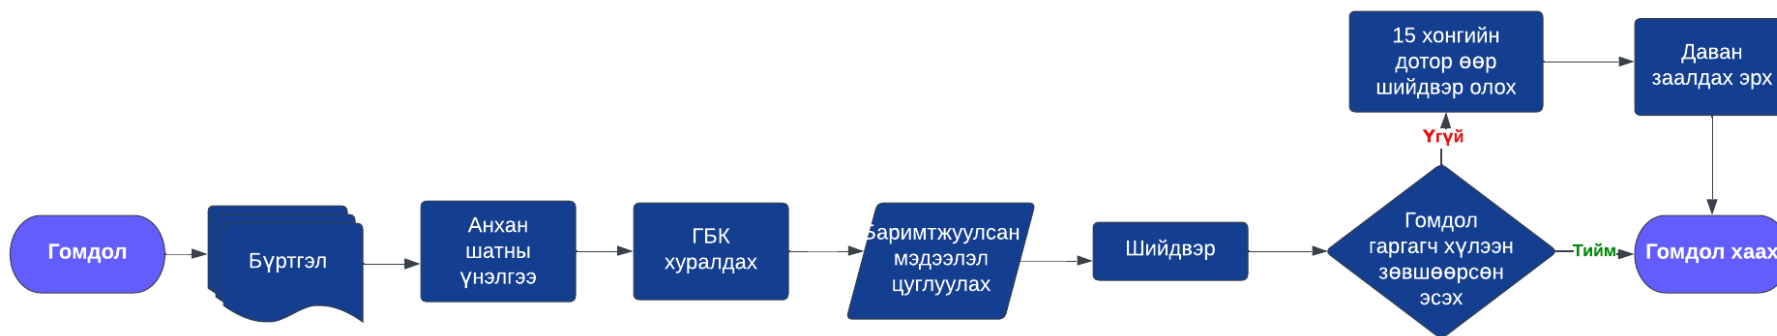 Гомдол
Бүртгэл
Анхан
шатны
үнэлгээ
ГБК
хуралдах
Баримтжуулсан
мэдээлэл
цуглуулах
Шийдвэр
Гомдол
гаргагч хүлээн
зөвшөөрсөн
эсэх
Үгүй
15 хонгийн
дотор өөр
шийдвэр олох
Даван
заалдах эрх
Тийм
Гомдол хаах